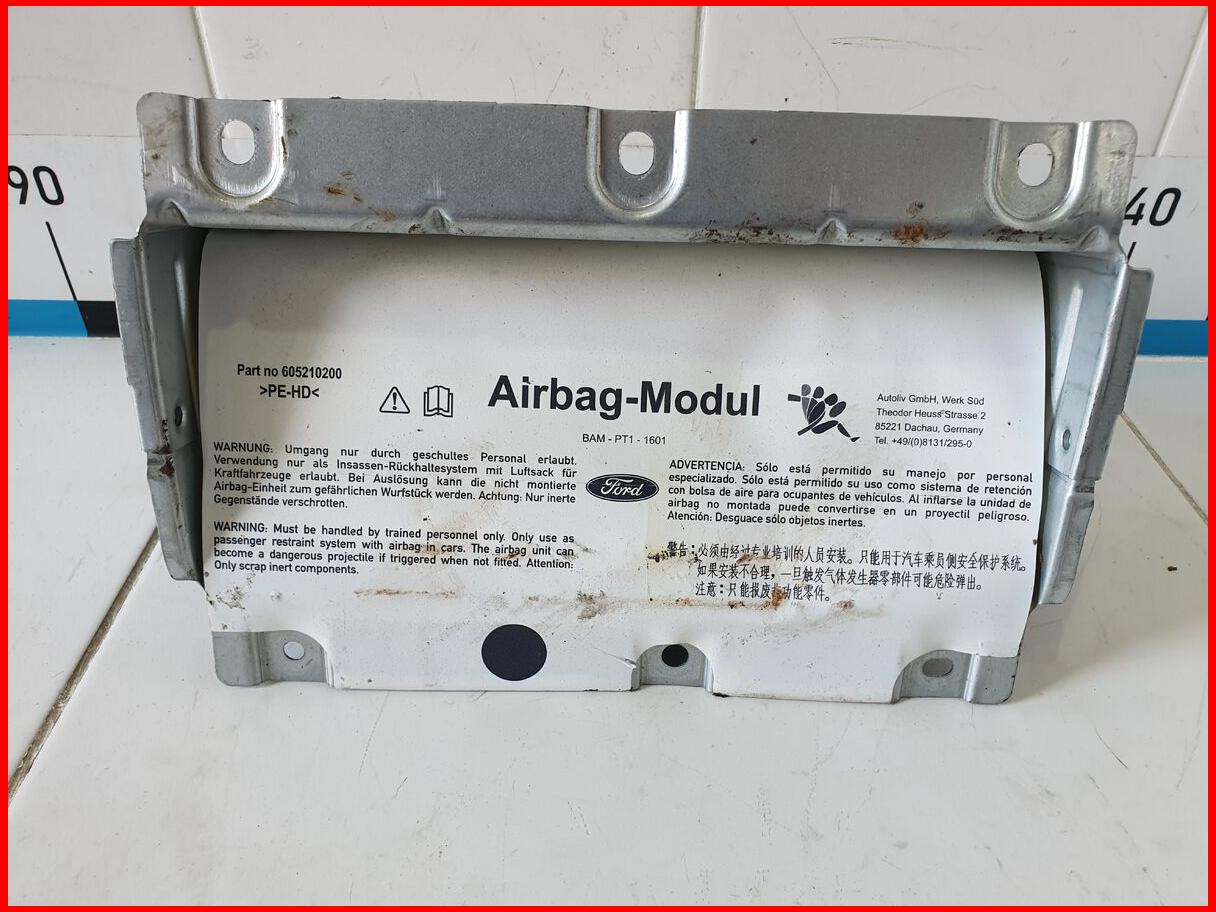 90
40
Part no 605210200
>PE-HD<
Airbag-Modul
BAM - PT1 - 1601
Autoliv GmbH, Werk Süd
Theodor Heuss Strasse 2
85221 Dachau, Germany
Tel. +49/(0)8131/295-0
WARNUNG: Umgang nur durch geschultes Personal erlaubt.
Verwendung nur als Insassen-Rückhaltesystem mit Luftsack für
Kraftfahrzeuge erlaubt. Bei Auslösung kann die nicht montierte
Airbag-Einheit zum gefährlichen Wurfstück werden. Achtung: Nur inerte
Gegenstände verschrotten.
WARNING: Must be handled by trained personnel only. Only use as
passenger restraint system with airbag in cars. The airbag unit can
become a dangerous projectile if triggered when not fitted. Attention:
Only scrap inert components.
Ford
ADVERTENCIA: Sólo está permitido su manejo por personal
especializado. Sólo está permitido su uso como sistema de retención
con bolsa de aire para ocupantes de vehículos. Al inflarse la unidad de
airbag no montada puede convertirse en un proyectil peligroso.
Atención: Desguace sólo objetos inertes.
警告：必须由经过专业培训的人员安装。只能用于汽车乘员侧安全保护系统。
如果安装不合理，一旦触发气体发生器零部件可能危险弹出。
注意：只能报废非功能零件。